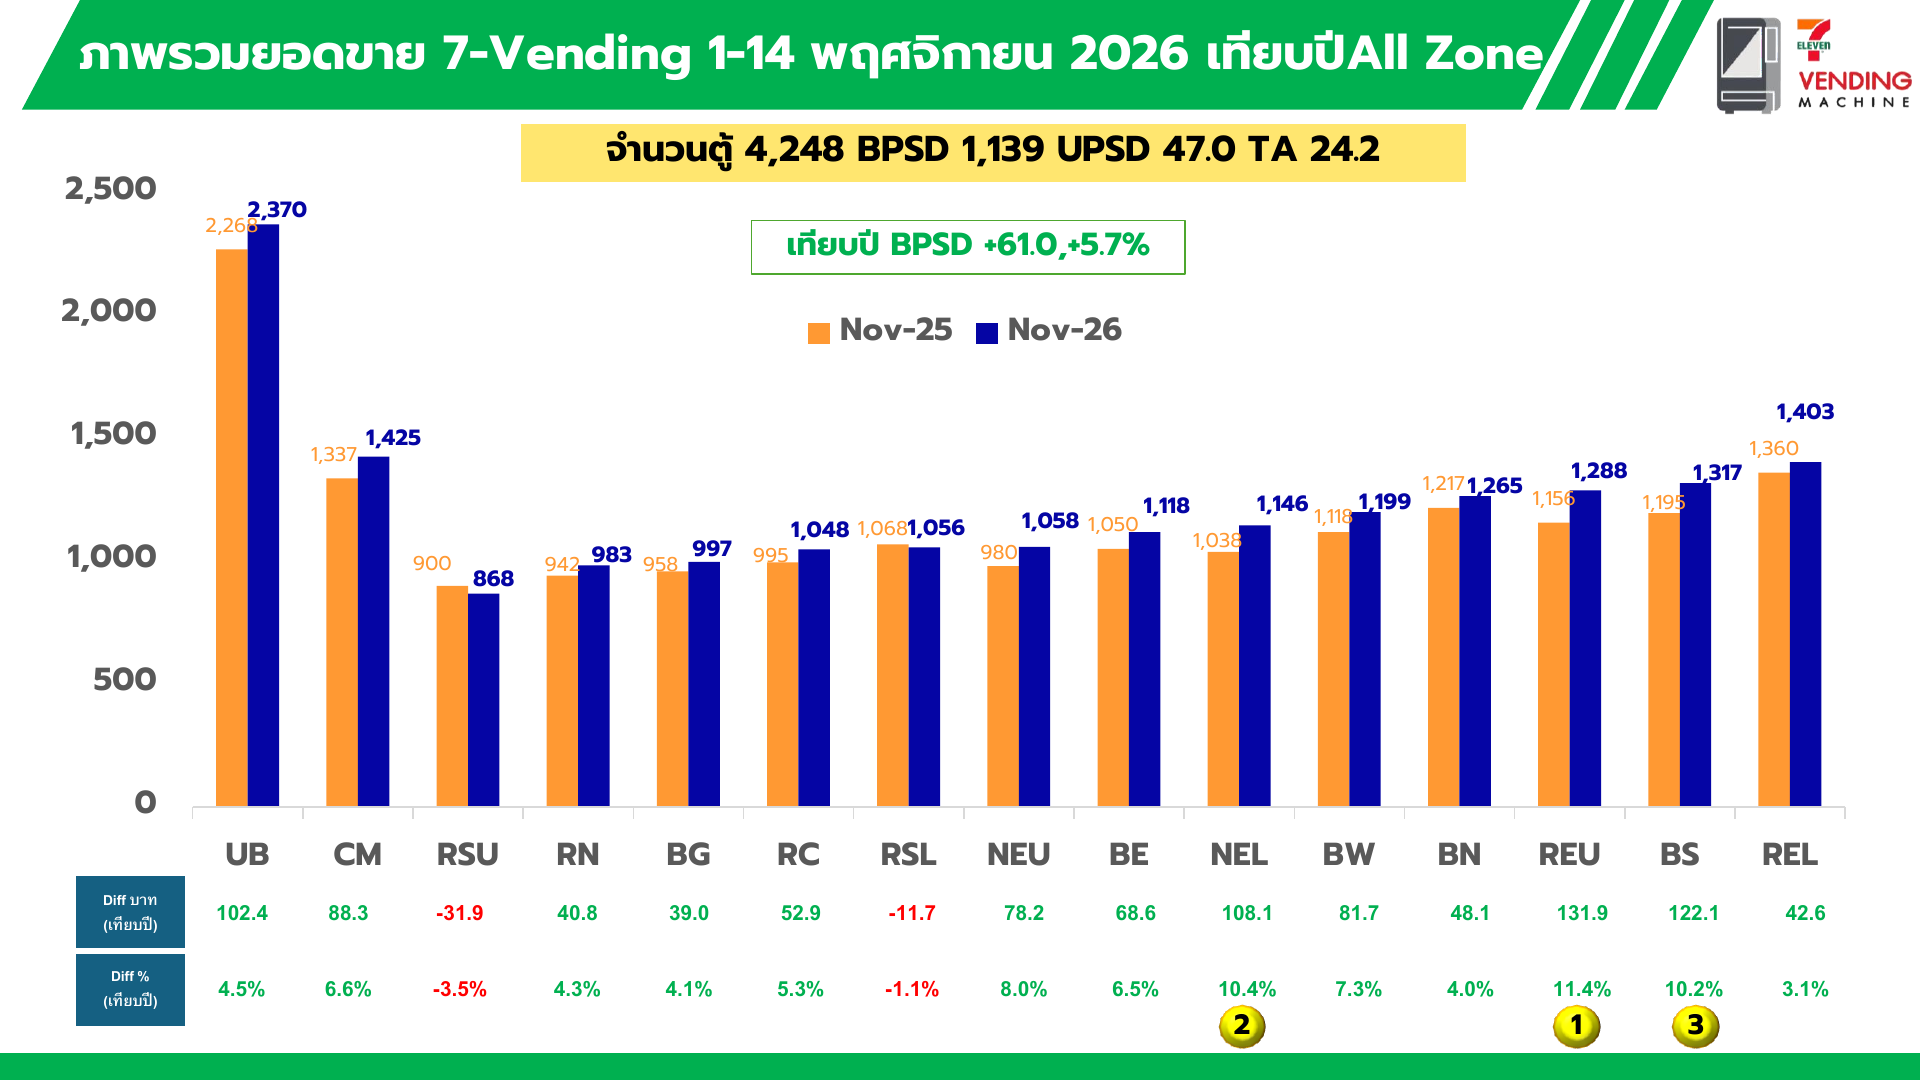 ภาพรวมยอดขาย 7-Vending 1-14 พฤศจิกายน 2026 เทียบปีAll Zone
ELEVEN
VENDING
MACHINE
จำนวนตู้ 4,248 BPSD 1,139 UPSD 47.0 TA 24.2
เทียบปี BPSD +61.0,+5.7%
Nov-25 Nov-26
2,500
2,000
1,500
1,000
500
0
2,268 2,370
1,337 1,425
900 868
942 983
958 997
995 1,048
1,068 1,056
980 1,058
1,050 1,118
1,038 1,146
1,118 1,199
1,217 1,265
1,156 1,288
1,195 1,317
1,360 1,403
UB CM RSU RN BG RC RSL NEU BE NEL BW BN REU BS REL
Diff บาท
(เทียบปี)
102.4 88.3 -31.9 40.8 39.0 52.9 -11.7 78.2 68.6 108.1 81.7 48.1 131.9 122.1 42.6
Diff %
(เทียบปี)
4.5% 6.6% -3.5% 4.3% 4.1% 5.3% -1.1% 8.0% 6.5% 10.4% 7.3% 4.0% 11.4% 10.2% 3.1%
2 1 3